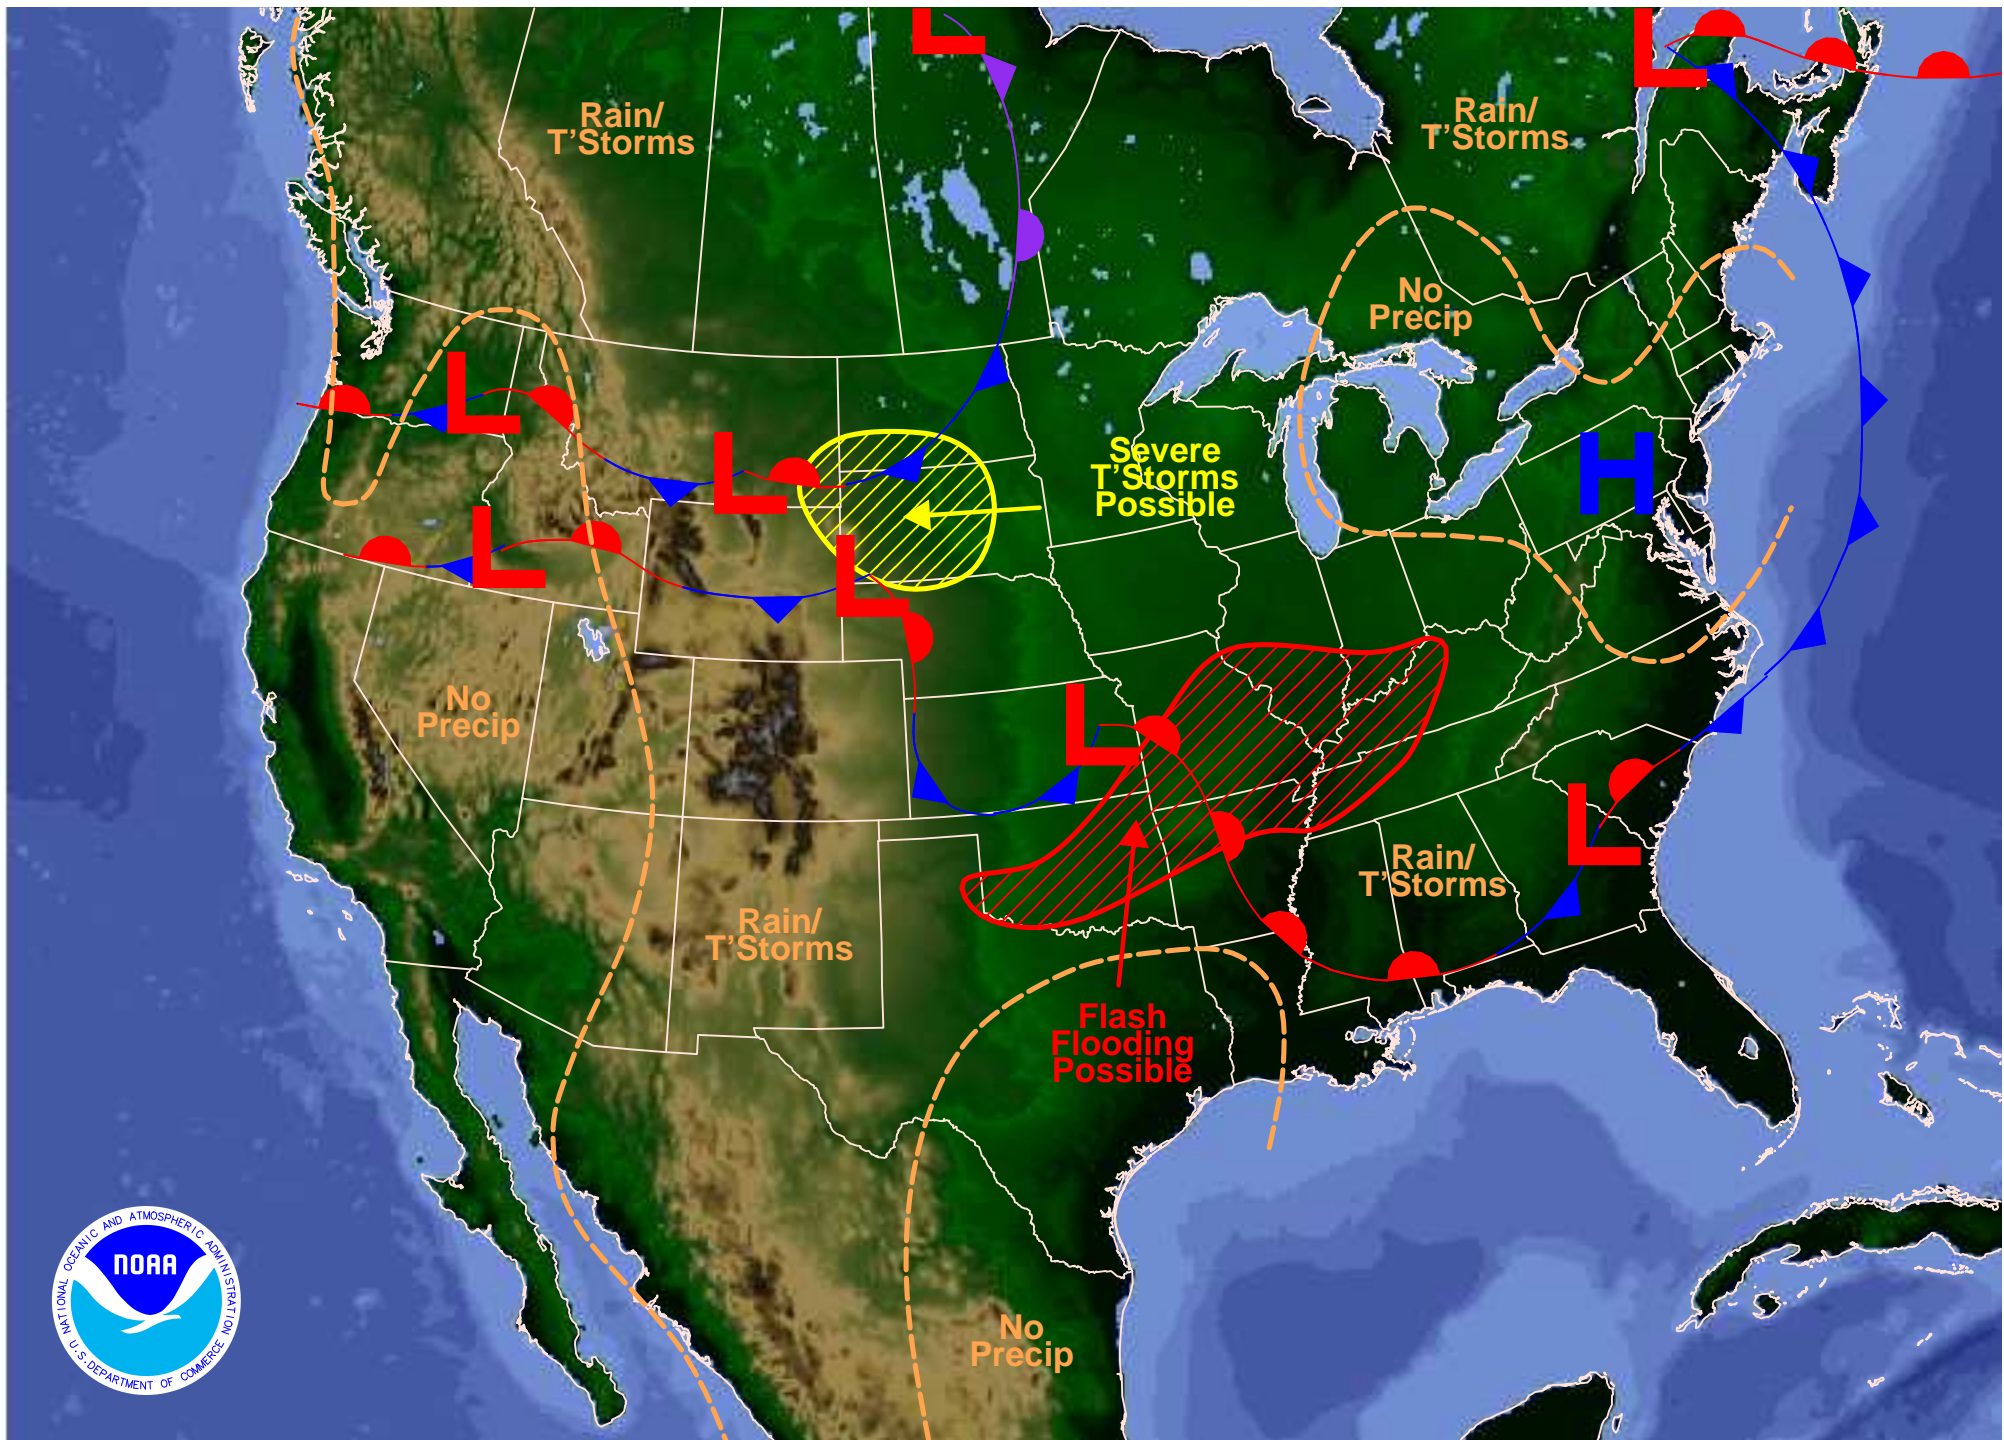 L
L
Rain/
T'Storms
Rain/
T'Storms
No
Precip
L
L
Severe
T'Storms
Possible
H
L
L
No
Precip
L
L
Rain/
T'Storms
Rain/
T'Storms
Flash
Flooding
Possible
No
Precip
NATIONAL OCEANIC AND ATMOSPHERIC ADMINISTRATION
NOAA
U.S. DEPARTMENT OF COMMERCE